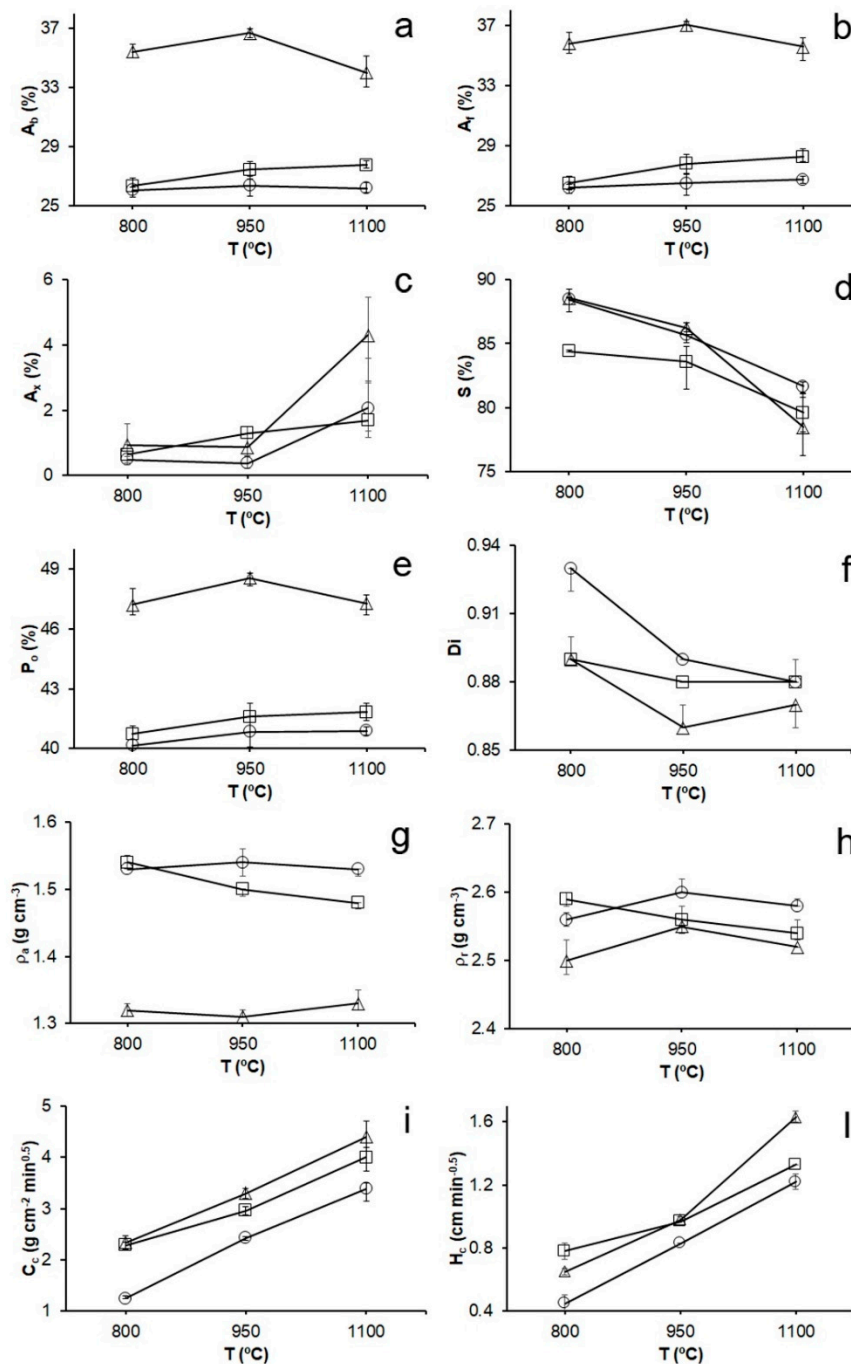 a
37
33
28
25
A_b (%)
800 950 1100
T (ºC)
b
37
33
28
25
A_f (%)
800 950 1100
T (ºC)
c
6
4
2
0
A_x (%)
800 950 1100
T (ºC)
d
90
85
80
75
S (%)
800 950 1100
T (ºC)
e
49
46
41
40
P_o (%)
800 950 1100
T (ºC)
f
0.94
0.91
0.88
0.85
Di
800 950 1100
T (ºC)
g
1.6
1.5
1.4
1.3
ρ_a (g cm⁻³)
800 950 1100
T (ºC)
h
2.7
2.6
2.5
2.4
ρ_r (g cm⁻³)
800 950 1100
T (ºC)
i
5
4
3
2
1
C_c (g cm⁻² min⁰·⁵)
800 950 1100
T (ºC)
l
1.6
1.2
0.8
0.4
H_c (cm min⁻⁰·⁵)
800 950 1100
T (ºC)